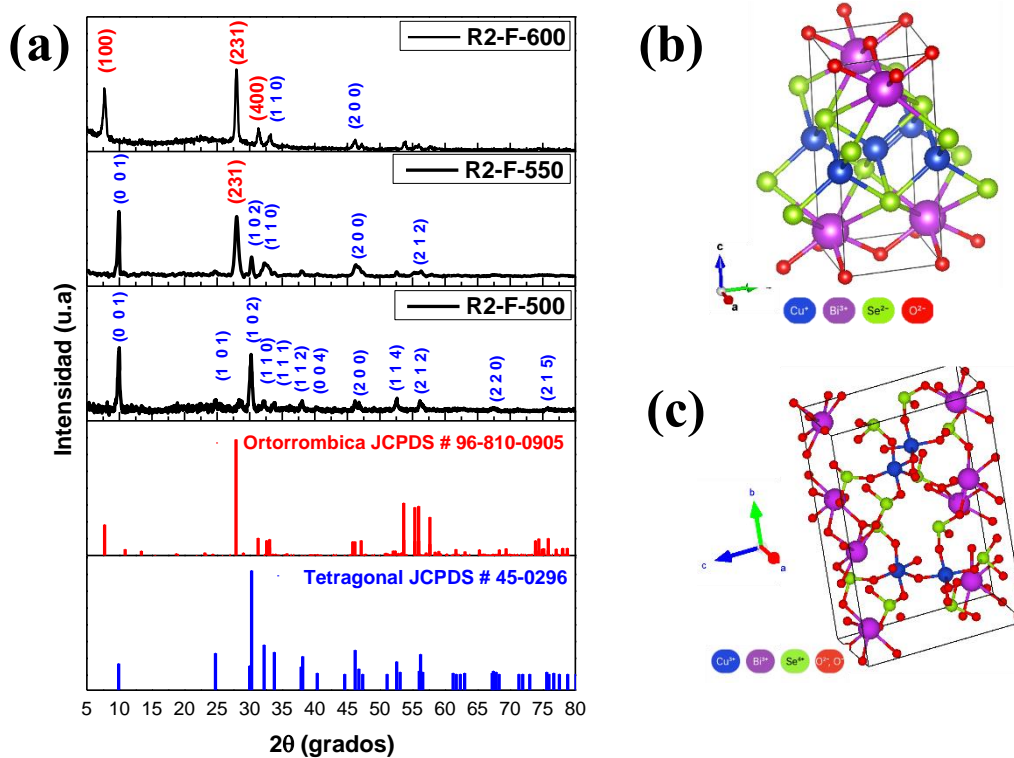 (a)
R2-F-600
(100)
(231)
(400)
(1 1 0)
(2 0 0)
R2-F-550
(0 0 1)
(231)
(1 0 2)
(1 1 0)
(2 0 0)
(2 1 2)
R2-F-500
(0 0 1)
(1 0 1)
(1 0 2)
(1 1 0)
(1 1 1)
(1 1 2)
(0 0 4)
(2 0 0)
(1 1 4)
(2 1 2)
(2 2 0)
(2 1 5)
Ortorrombica JCPDS # 96-810-0905
Tetragonal JCPDS # 45-0296
Intensidad (u.a)
5 10 15 20 25 30 35 40 45 50 55 60 65 70 75 80
2θ (grados)
(b)
c
a
Cu⁺ Bi³⁺ Se²⁻ O²⁻
(c)
b
c
a
Bi³⁺ Se⁴⁺